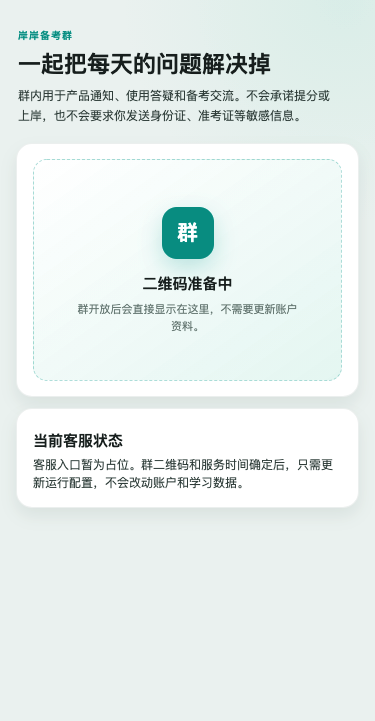 岸岸备考群
一起把每天的问题解决掉
群内用于产品通知、使用答疑和备考交流。不会承诺提分或
上岸，也不会要求你发送身份证、准考证等敏感信息。
群
二维码准备中
群开放后会直接显示在这里，不需要更新账户
资料。
当前客服状态
客服入口暂为占位。群二维码和服务时间确定后，只需更
新运行配置，不会改动账户和学习数据。